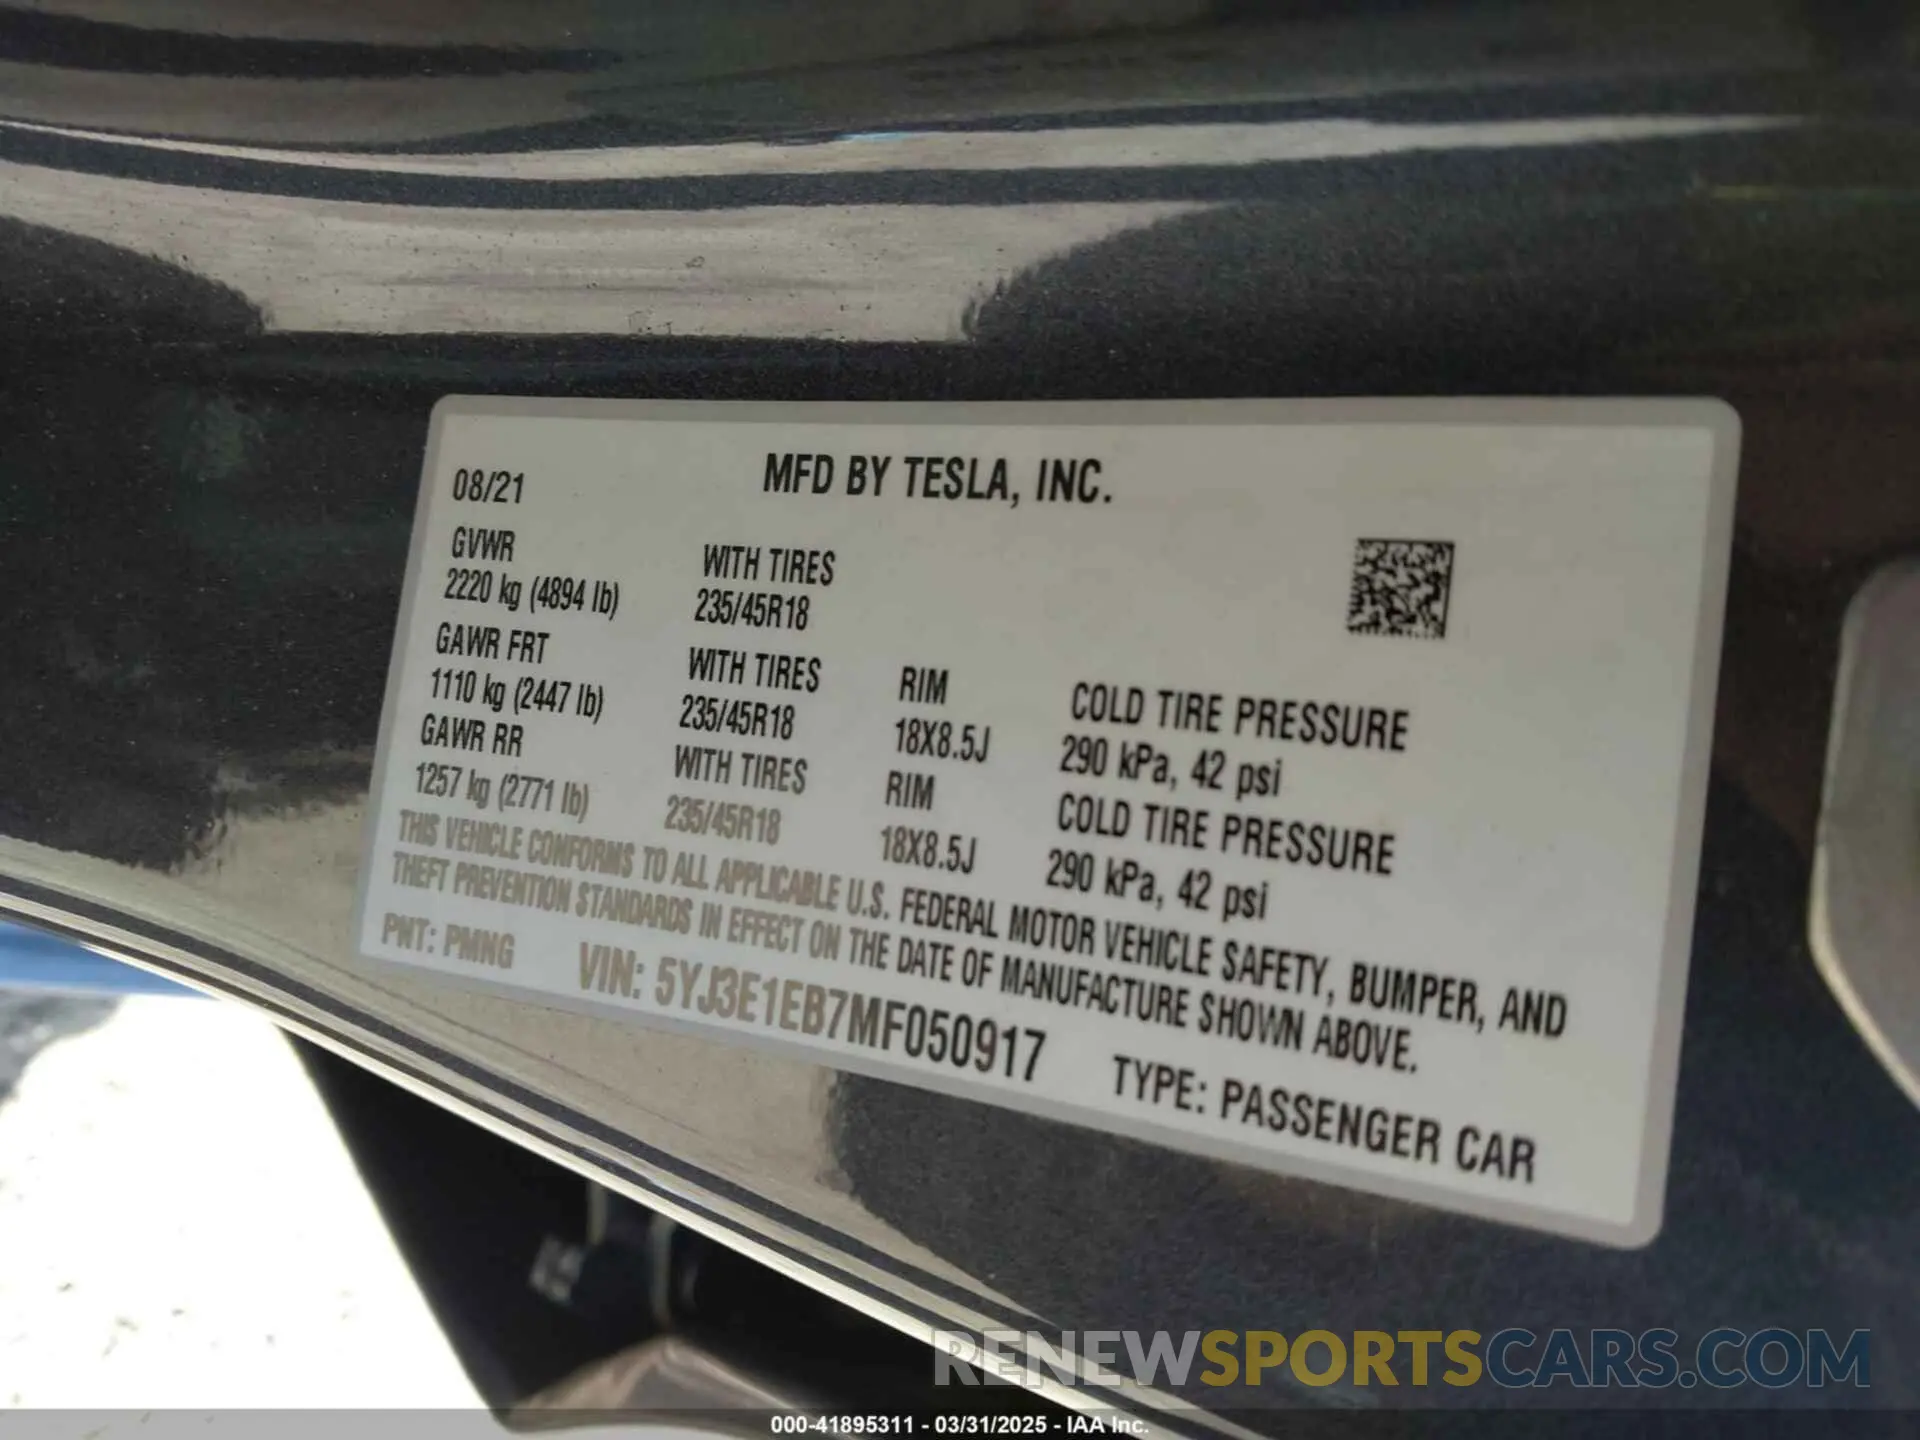 08/21 MFD BY TESLA, INC.
GVWR WITH TIRES
2220 kg (4894 lb) 235/45R18
GAWR FRT WITH TIRES RIM COLD TIRE PRESSURE
1110 kg (2447 lb) 235/45R18 18X8.5J 290 kPa, 42 psi
GAWR RR WITH TIRES RIM COLD TIRE PRESSURE
1257 kg (2771 lb) 235/45R18 18X8.5J 290 kPa, 42 psi
THIS VEHICLE CONFORMS TO ALL APPLICABLE U.S. FEDERAL MOTOR VEHICLE SAFETY, BUMPER, AND
THEFT PREVENTION STANDARDS IN EFFECT ON THE DATE OF MANUFACTURE SHOWN ABOVE.
PNT: PMNG VIN: 5YJ3E1EB7MF050917 TYPE: PASSENGER CAR
RENEWSPORTSCARS.COM
000-41895311 - 03/31/2025 - IAA Inc.